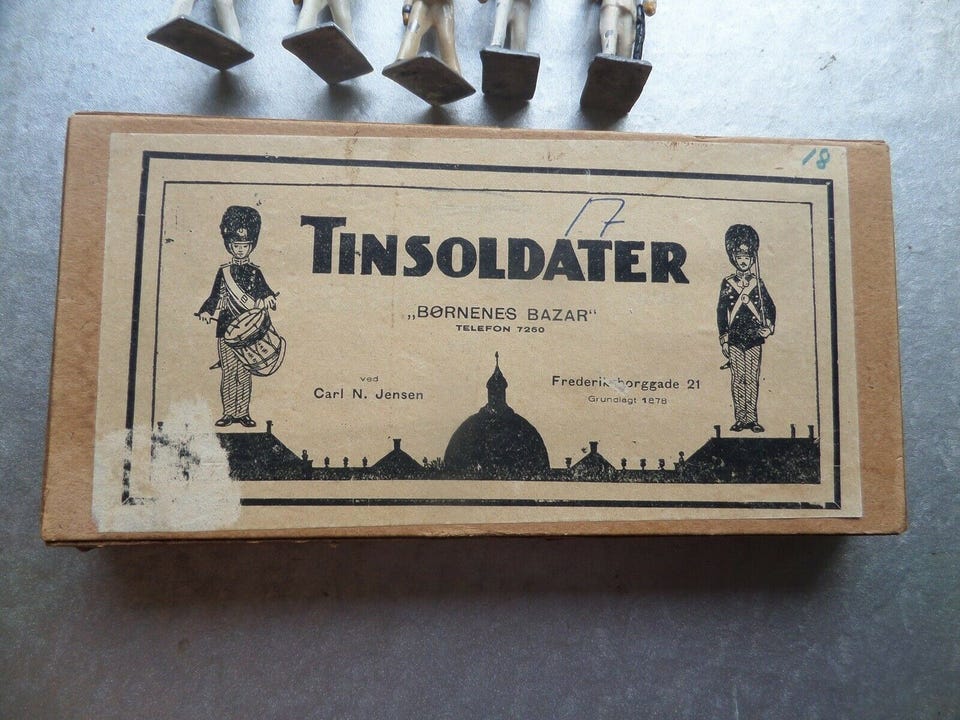 18
17
TINSOLDATER
„BØRNENES BAZAR“
TELEFON 7260
ved
Carl N. Jensen
Frederiksborggade 21
Grundlagt 1878